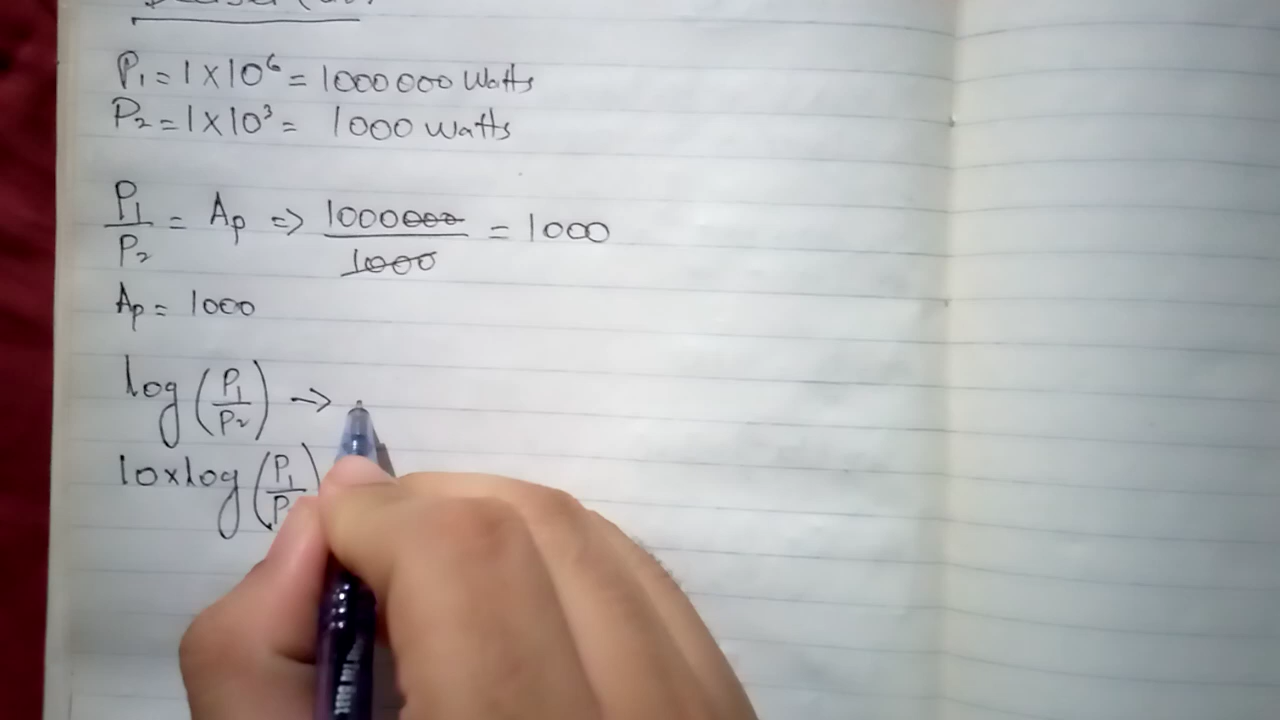 P₁ = 1 × 10⁶ = 1000000 Watts
P₂ = 1 × 10³ = 1000 watts
P₁/P₂ = Ap => 1000000/1000 = 1000
Ap = 1000
log (P₁/P₂) →
10×log (P₁/P